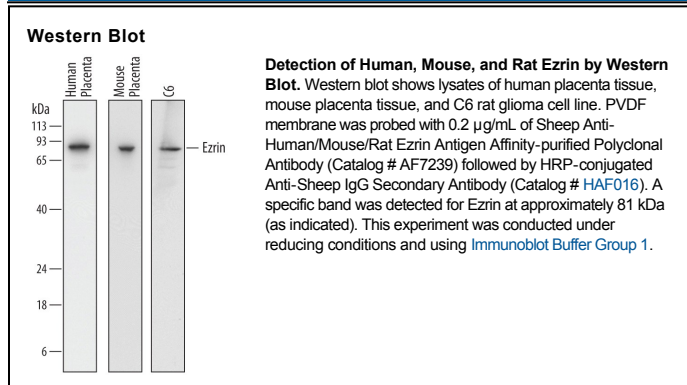 Western Blot
Human
Placenta
Mouse
Placenta
C6
kDa
113
93
65
40
24
18
6
Ezrin
Detection of Human, Mouse, and Rat Ezrin by Western
Blot. Western blot shows lysates of human placenta tissue,
mouse placenta tissue, and C6 rat glioma cell line. PVDF
membrane was probed with 0.2 µg/mL of Sheep Anti-
Human/Mouse/Rat Ezrin Antigen Affinity-purified Polyclonal
Antibody (Catalog # AF7239) followed by HRP-conjugated
Anti-Sheep IgG Secondary Antibody (Catalog # HAF016). A
specific band was detected for Ezrin at approximately 81 kDa
(as indicated). This experiment was conducted under
reducing conditions and using Immunoblot Buffer Group 1.